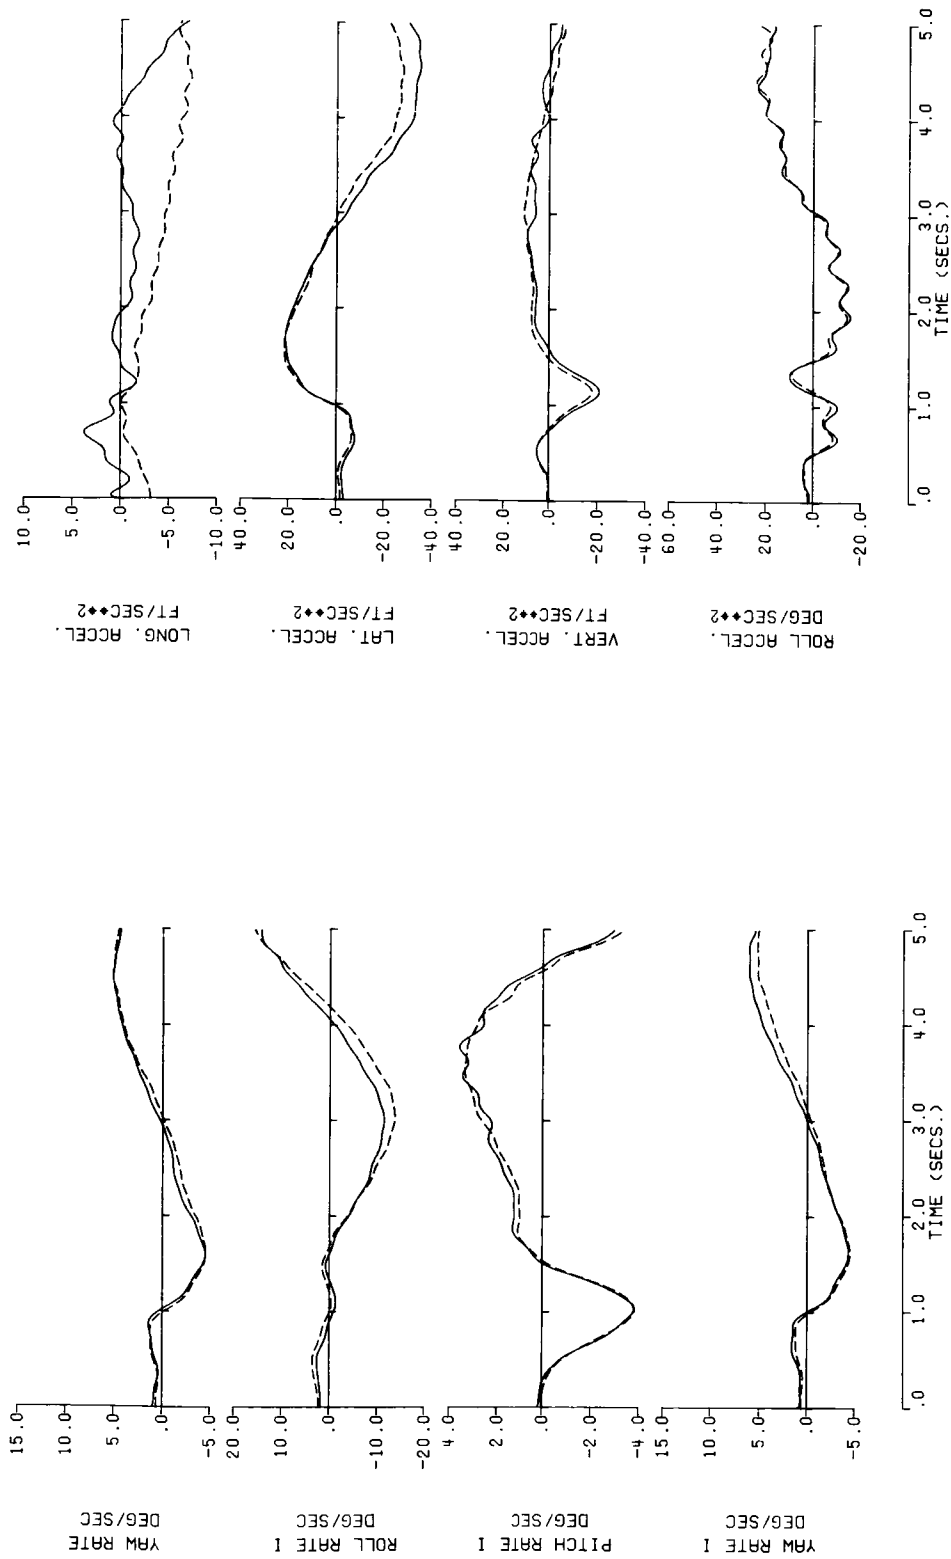 LONG. ACCEL.
FT/SEC**2
10.0
5.0
.0
-5.0
-10.0
LAT. ACCEL.
FT/SEC**2
40.0
20.0
.0
-20.0
-40.0
VERT. ACCEL.
FT/SEC**2
40.0
20.0
.0
-20.0
-40.0
ROLL ACCEL.
DEG/SEC**2
60.0
40.0
20.0
.0
-20.0
.0 1.0 2.0 3.0 4.0 5.0
TIME (SECS.)
YAW RATE
DEG/SEC
15.0
10.0
5.0
.0
-5.0
ROLL RATE I
DEG/SEC
20.0
10.0
.0
-10.0
-20.0
PITCH RATE I
DEG/SEC
4.0
2.0
.0
-2.0
-4.0
YAW RATE I
DEG/SEC
15.0
10.0
5.0
.0
-5.0
.0 1.0 2.0 3.0 4.0 5.0
TIME (SECS.)